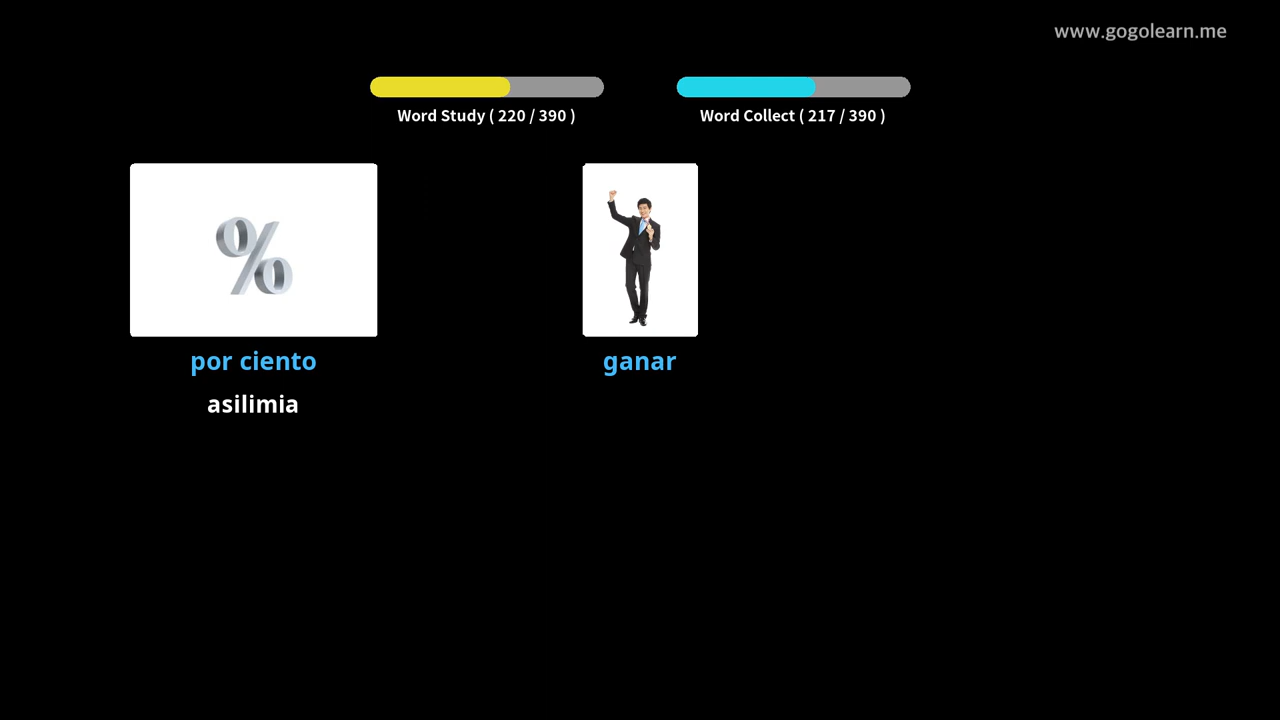 www.gogolearn.me
Word Study ( 220 / 390 )
Word Collect ( 217 / 390 )
%
por ciento
asilimia
ganar